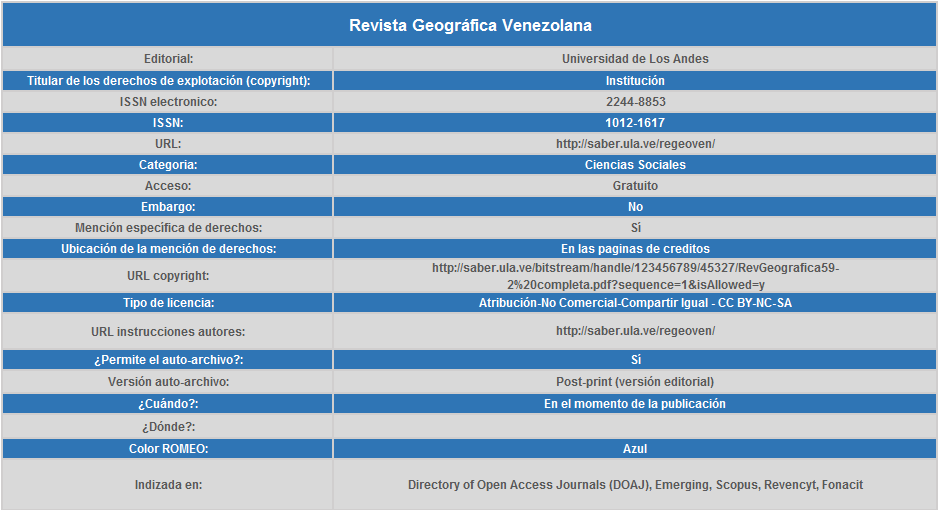 Revista Geográfica Venezolana
Editorial: Universidad de Los Andes
Titular de los derechos de explotación (copyright): Institución
ISSN electronico: 2244-8853
ISSN: 1012-1617
URL: http://saber.ula.ve/regeoven/
Categoria: Ciencias Sociales
Acceso: Gratuito
Embargo: No
Mención especifica de derechos: Sí
Ubicación de la mención de derechos: En las paginas de creditos
URL copyright: http://saber.ula.ve/bitstream/handle/123456789/45327/RevGeografica59-
2%20completa.pdf?sequence=1&isAllowed=y
Tipo de licencia: Atribución-No Comercial-Compartir Igual - CC BY-NC-SA
URL instrucciones autores: http://saber.ula.ve/regeoven/
¿Permite el auto-archivo?: Sí
Versión auto-archivo: Post-print (versión editorial)
¿Cuándo?: En el momento de la publicación
¿Dónde?:
Color ROMEO: Azul
Indizada en: Directory of Open Access Journals (DOAJ), Emerging, Scopus, Revencyt, Fonacit